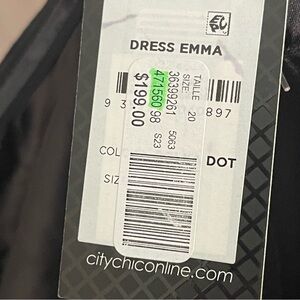 DRESS EMMA
TAILLE
SIZE: 20
36399261 5063
471560 98 S23
$199.00
9 3
897
COL
DOT
SIZ
citychiconline.com